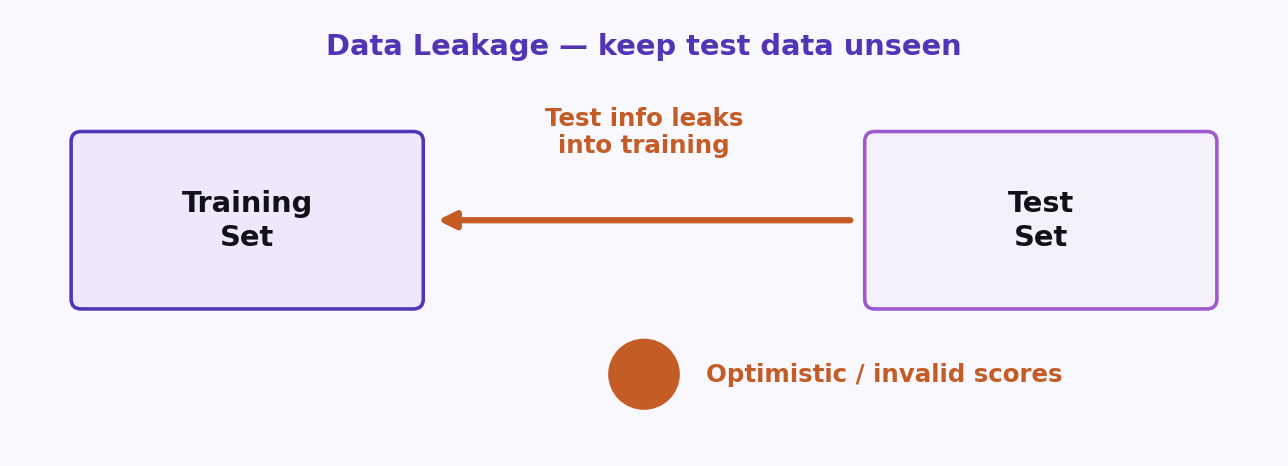 Data Leakage — keep test data unseen
Test info leaks
into training
Training
Set
Test
Set
Optimistic / invalid scores